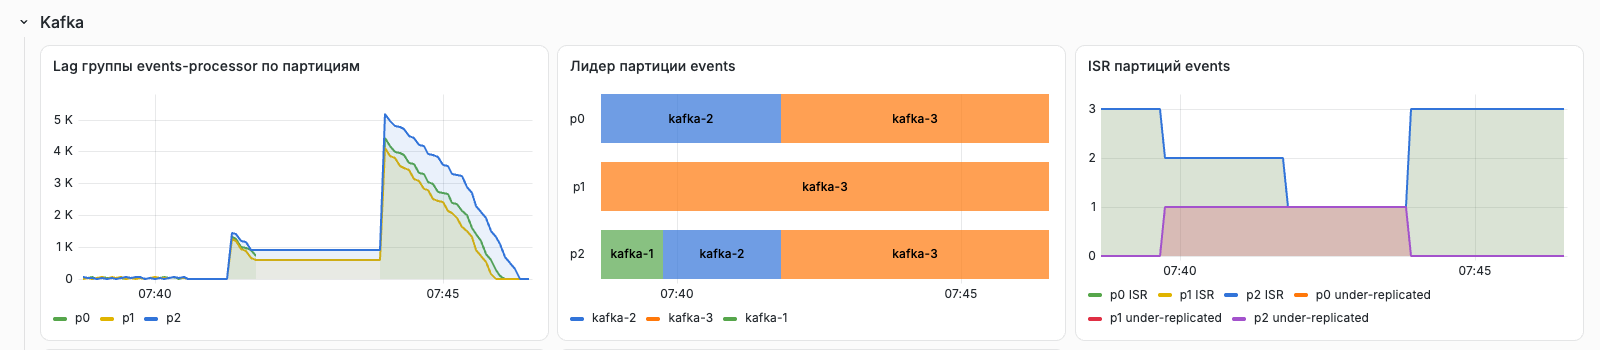 Kafka
Lag группы events-processor по партициям
5 K
4 K
3 K
2 K
1 K
0
07:40 07:45
p0 p1 p2
Лидер партиции events
p0 kafka-2 kafka-3
p1 kafka-3
p2 kafka-1 kafka-2 kafka-3
07:40 07:45
kafka-2 kafka-3 kafka-1
ISR партиций events
3
2
1
0
07:40 07:45
p0 ISR p1 ISR p2 ISR p0 under-replicated
p1 under-replicated p2 under-replicated